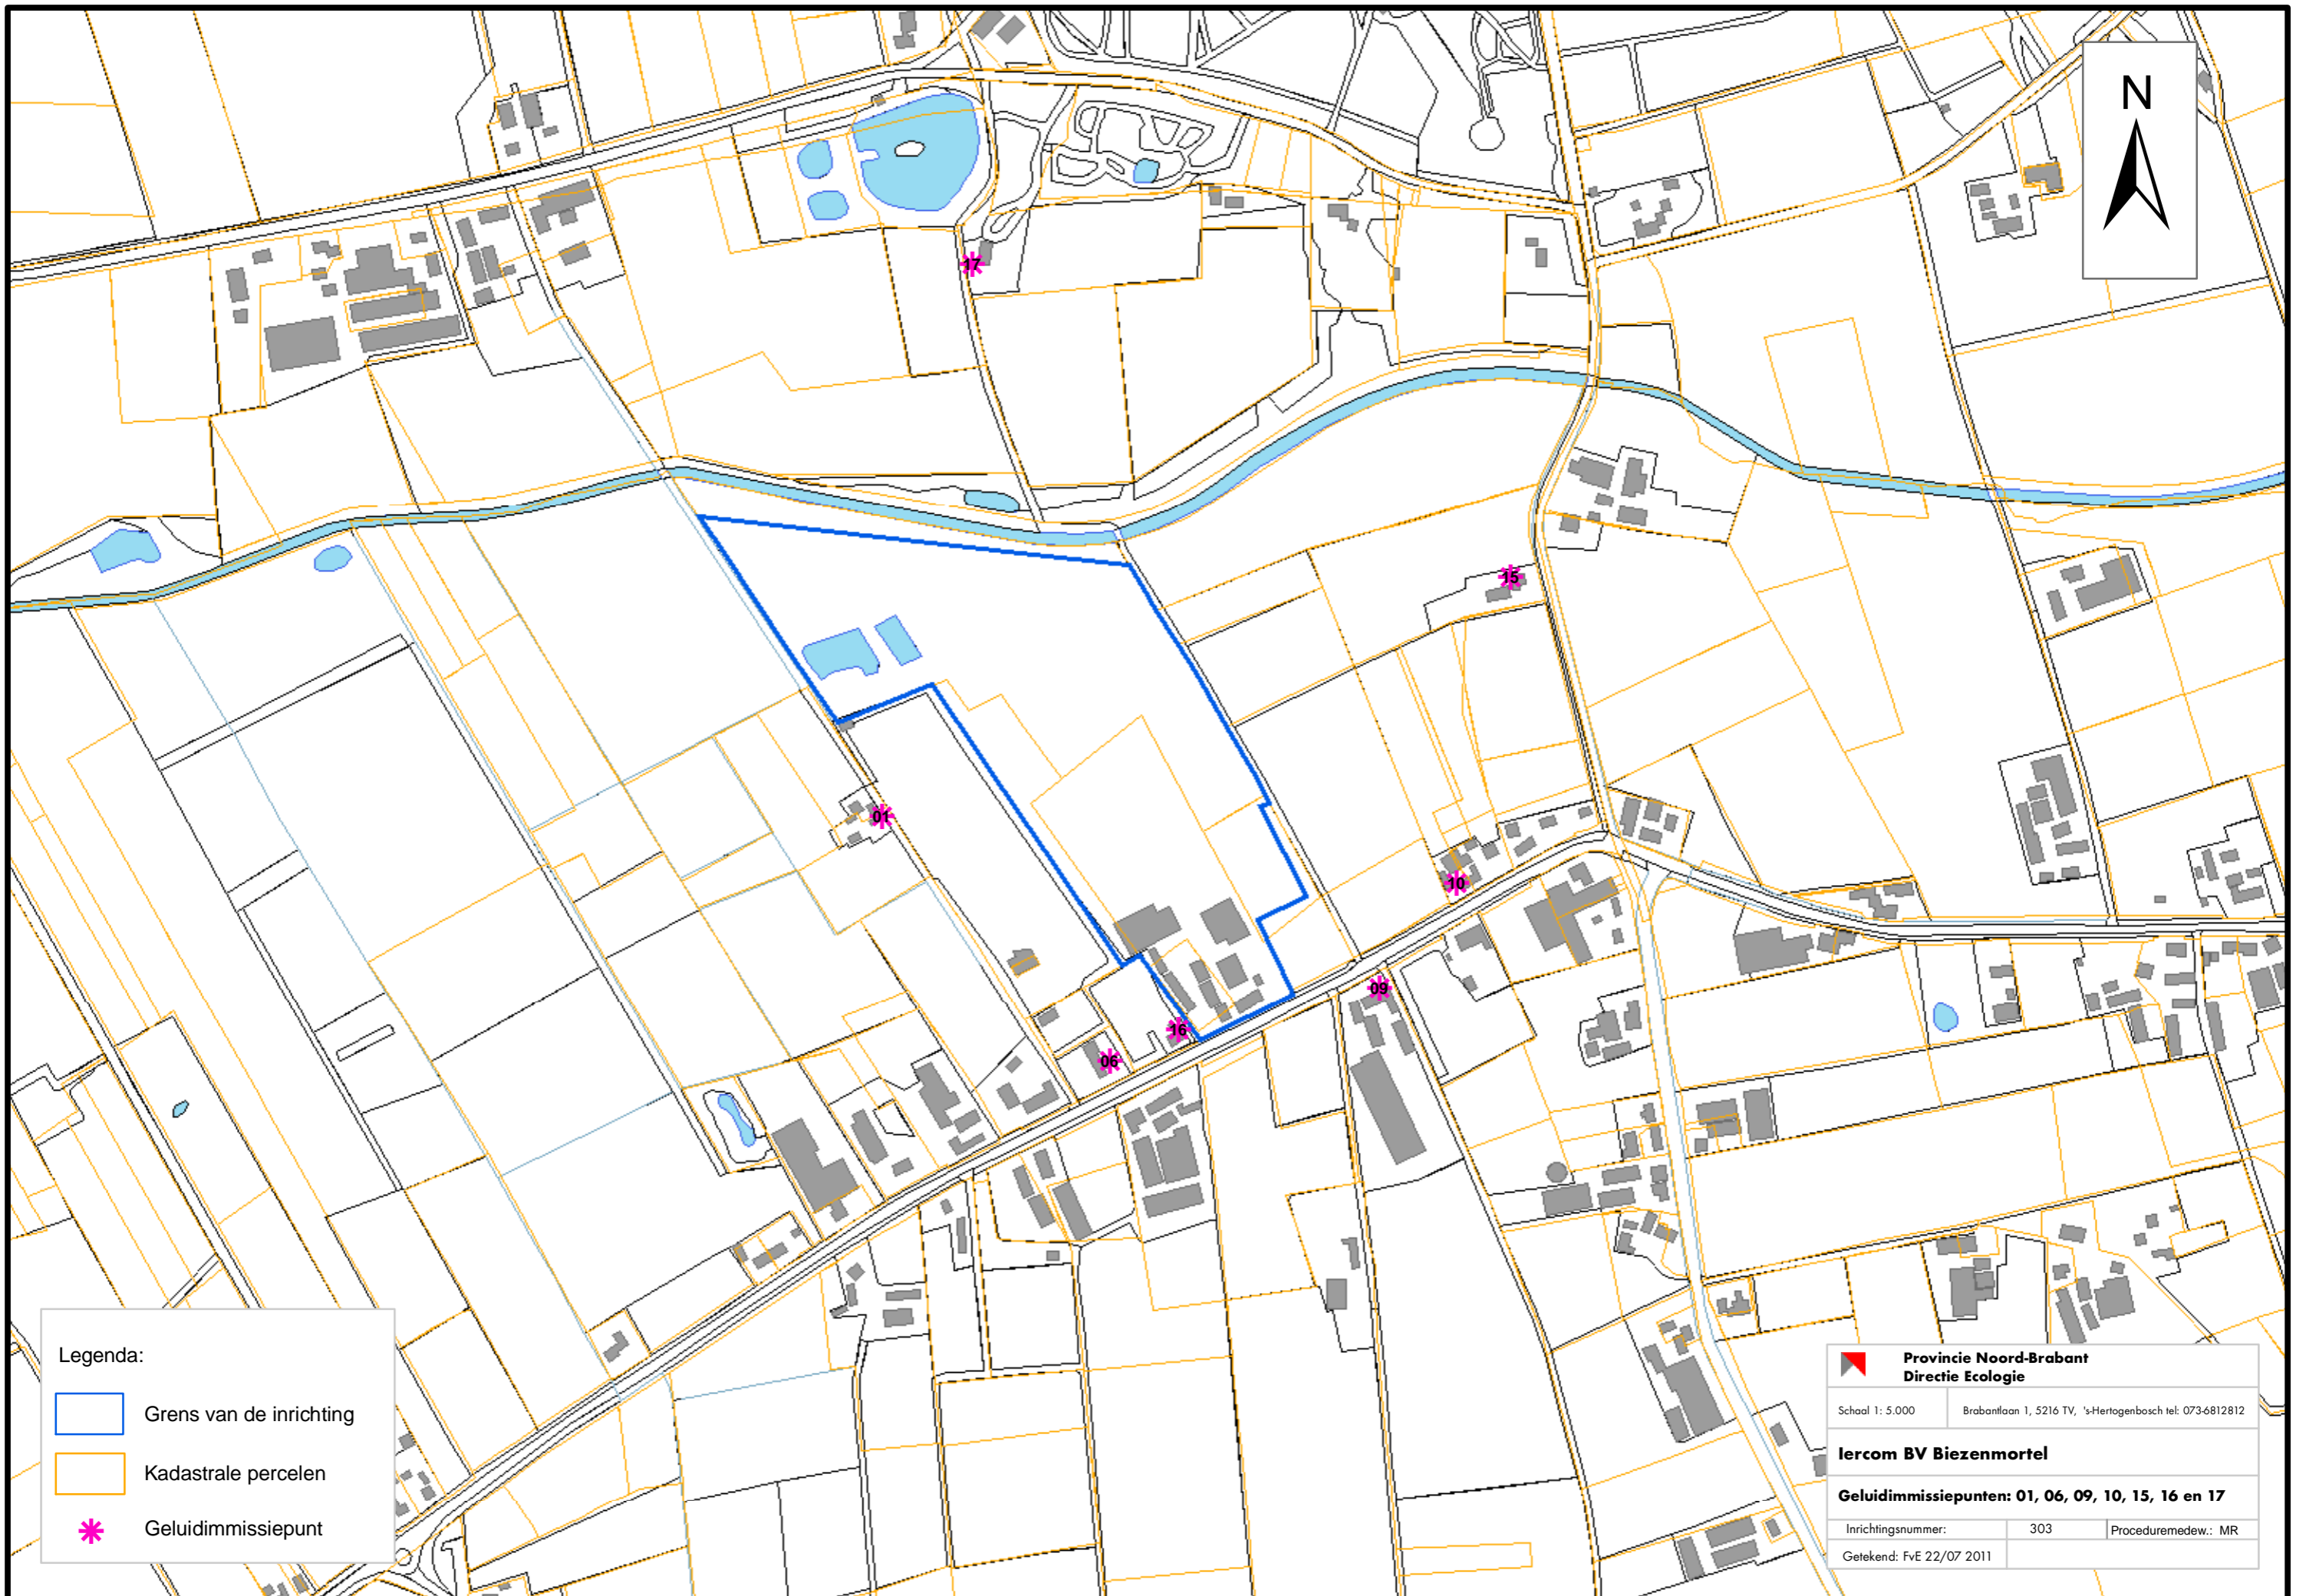 N
17
15
01
10
09
16
06
Legenda:
Grens van de inrichting
Kadastrale percelen
Geluidimmissiepunt
Provincie Noord-Brabant
Directie Ecologie
Schaal 1: 5.000 Brabantlaan 1, 5216 TV, 's-Hertogenbosch tel: 073-6812812
Iercom BV Biezenmortel
Geluidimmissiepunten: 01, 06, 09, 10, 15, 16 en 17
Inrichtingsnummer: 303 Proceduremedew.: MR
Getekend: FvE 22/07 2011